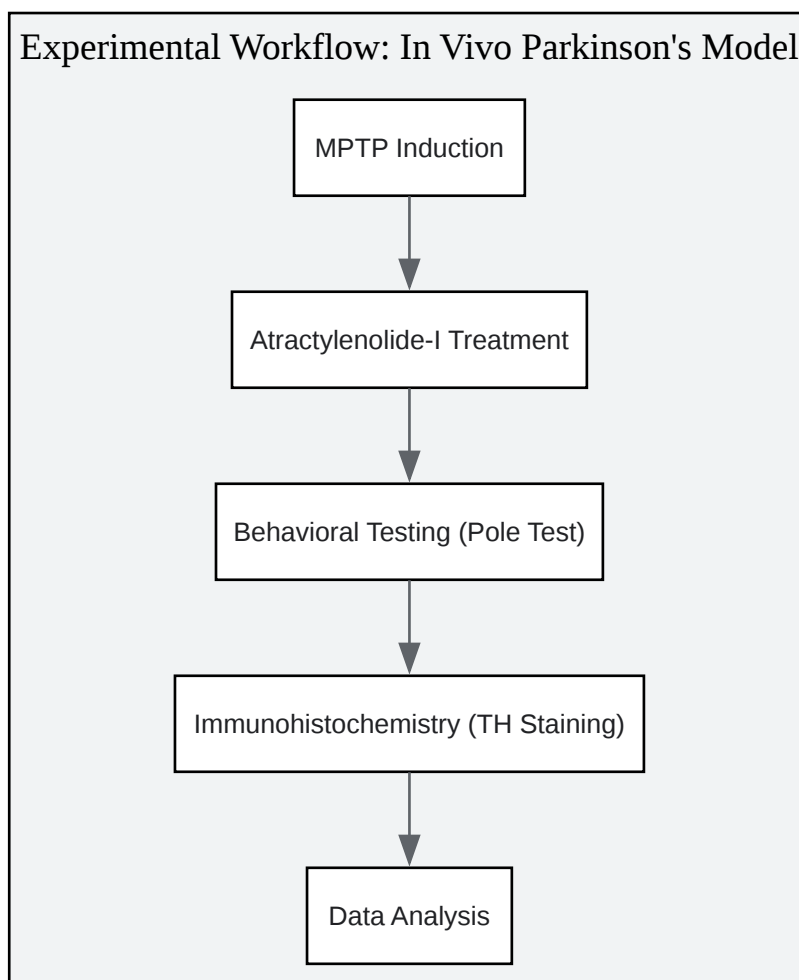 Experimental Workflow: In Vivo Parkinson's Model
MPTP Induction
Atractylenolide-I Treatment
Behavioral Testing (Pole Test)
Immunohistochemistry (TH Staining)
Data Analysis